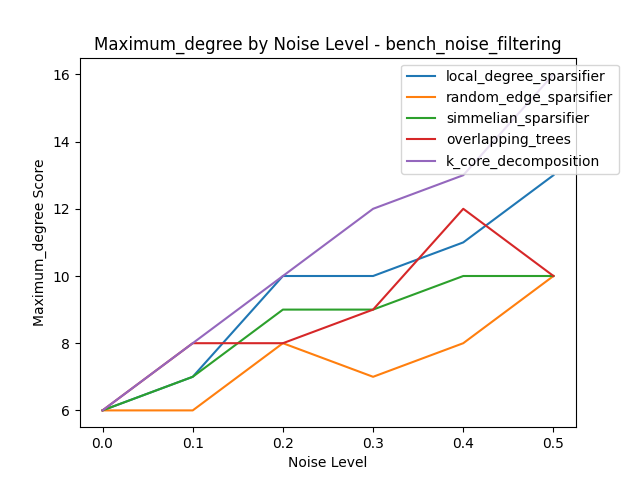 Maximum_degree by Noise Level - bench_noise_filtering
local_degree_sparsifier
random_edge_sparsifier
simmelian_sparsifier
overlapping_trees
k_core_decomposition
Maximum_degree Score
16
14
12
10
8
6
0.0 0.1 0.2 0.3 0.4 0.5
Noise Level